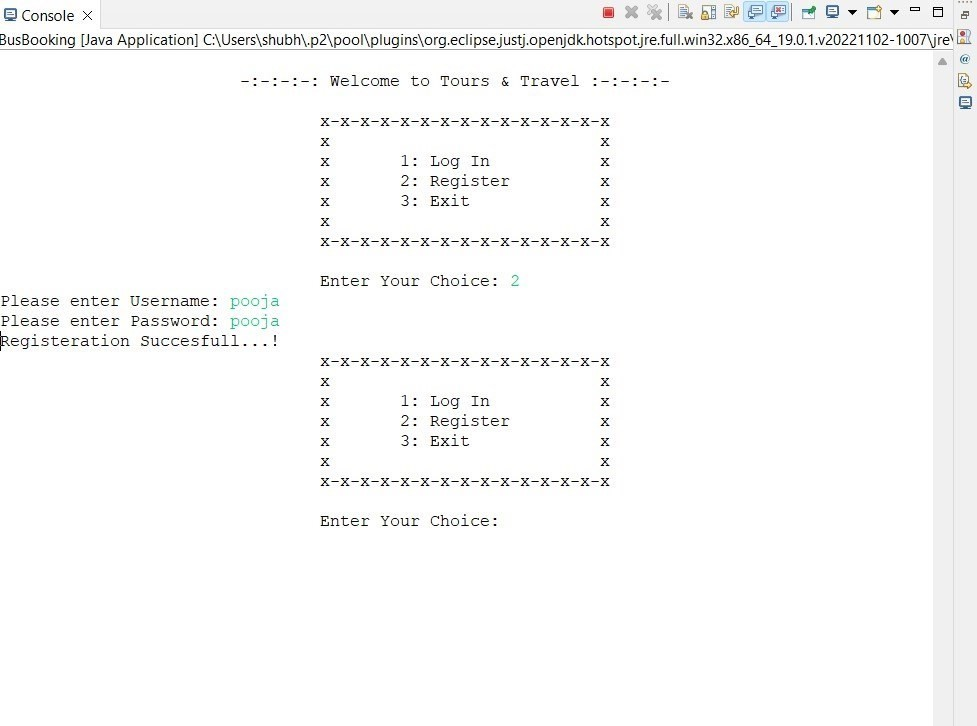 Console
BusBooking [Java Application] C:\Users\shubh\.p2\pool\plugins\org.eclipse.justj.openjdk.hotspot.jre.full.win32.x86_64_19.0.1.v20221102-1007\jre\
-:-:-:-: Welcome to Tours & Travel :-:-:-:-
x-x-x-x-x-x-x-x-x-x-x-x-x-x-x
x x
x 1: Log In x
x 2: Register x
x 3: Exit x
x x
x-x-x-x-x-x-x-x-x-x-x-x-x-x-x
Enter Your Choice: 2
Please enter Username: pooja
Please enter Password: pooja
Registeration Succesfull...!
x-x-x-x-x-x-x-x-x-x-x-x-x-x-x
x x
x 1: Log In x
x 2: Register x
x 3: Exit x
x x
x-x-x-x-x-x-x-x-x-x-x-x-x-x-x
Enter Your Choice: